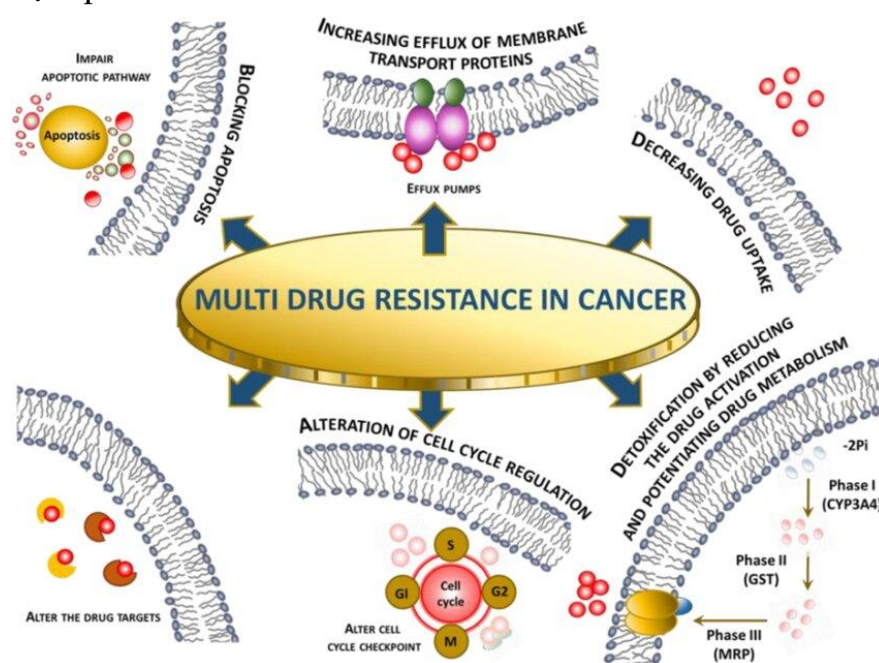 IMPAIR
APOPTOTIC PATHWAY
Apoptosis
BLOCKING APOPTOSIS
INCREASING EFFLUX OF MEMBRANE
TRANSPORT PROTEINS
EFFUX PUMPS
DECREASING DRUG UPTAKE
MULTI DRUG RESISTANCE IN CANCER
ALTER THE DRUG TARGETS
ALTERATION OF CELL CYCLE REGULATION
S
GI
Cell
cycle
G2
M
ALTER CELL
CYCLE CHECKPOINT
DETOXIFICATION BY REDUCING
THE DRUG ACTIVATION
AND POTENTIATING DRUG METABOLISM
-2Pi
Phase I
(CYP3A4)
Phase II
(GST)
Phase III
(MRP)